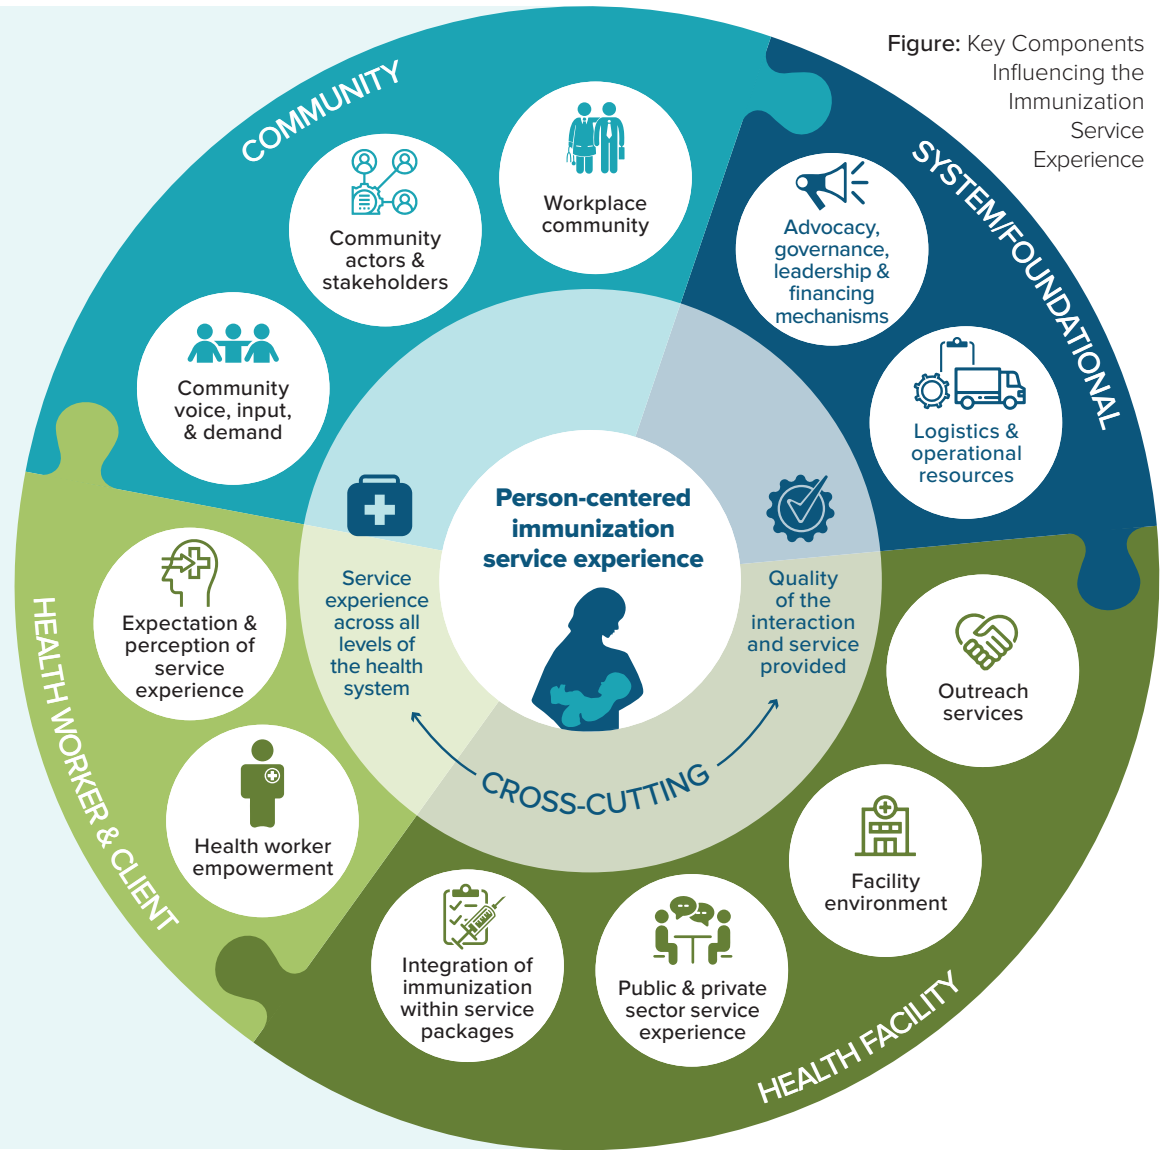 Figure: Key Components
Influencing the
Immunization
Service
Experience
COMMUNITY
Workplace
community
Community
actors &
stakeholders
Community
voice, input,
& demand
SYSTEM/FOUNDATIONAL
Advocacy,
governance,
leadership &
financing
mechanisms
Logistics &
operational
resources
Person-centered
immunization
service experience
Service
experience
across all
levels of
the health
system
Quality
of the
interaction
and service
provided
CROSS-CUTTING
HEALTH WORKER & CLIENT
Expectation &
perception of
service
experience
Health worker
empowerment
HEALTH FACILITY
Outreach
services
Facility
environment
Public & private
sector service
experience
Integration of
immunization
within service
packages